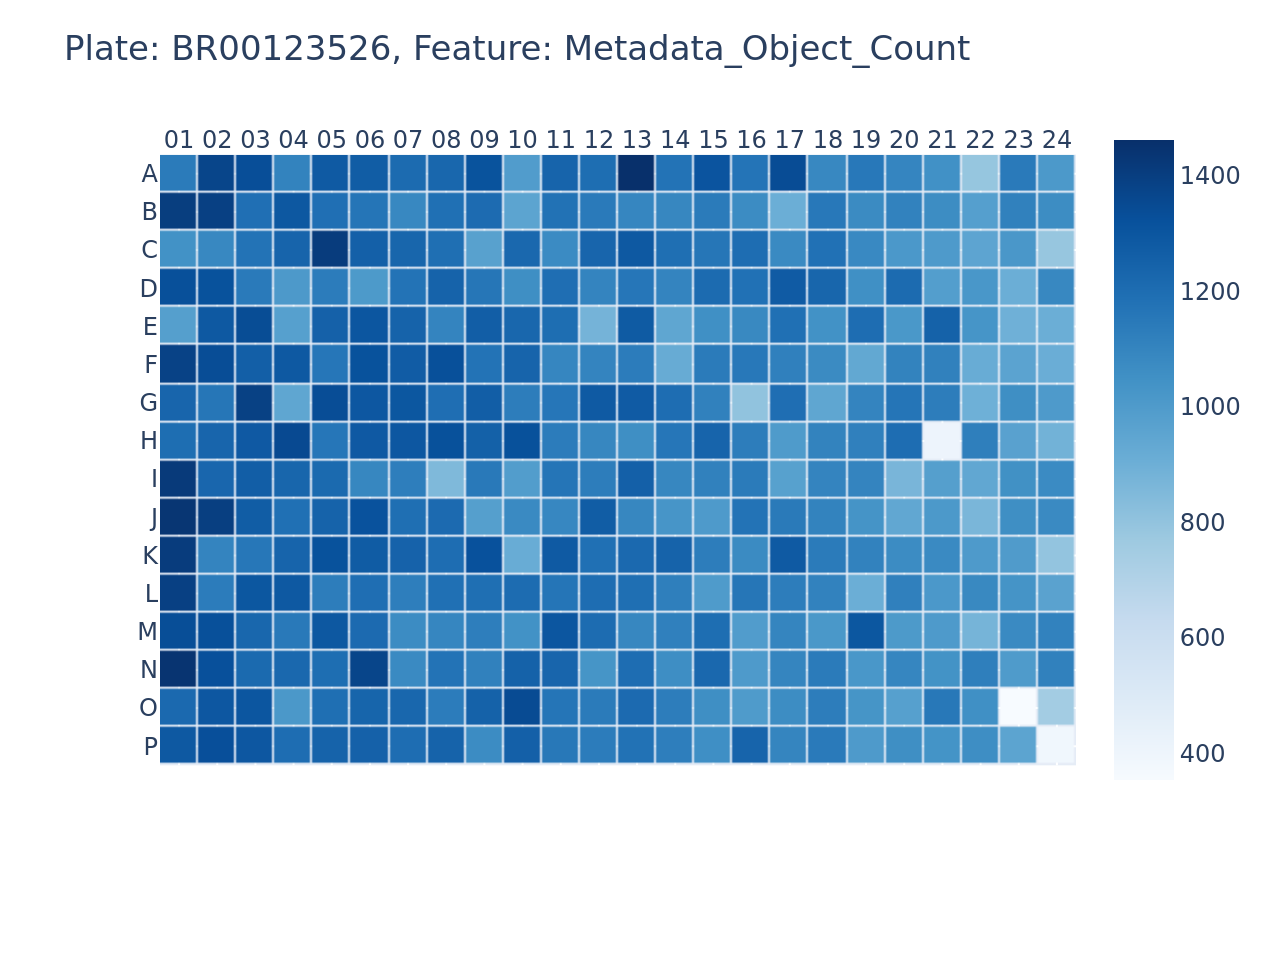 Plate: BR00123526, Feature: Metadata_Object_Count
01 02 03 04 05 06 07 08 09 10 11 12 13 14 15 16 17 18 19 20 21 22 23 24
A
B
C
D
E
F
G
H
I
J
K
L
M
N
O
P
1400
1200
1000
800
600
400